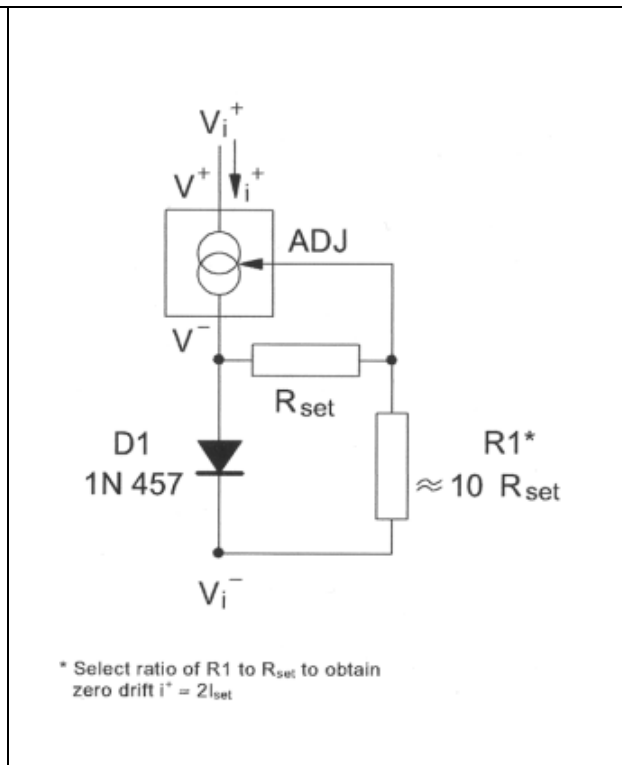 Vi+
V+
i+
ADJ
V−
Rset
D1
1N 457
R1*
≈ 10 Rset
Vi−
* Select ratio of R1 to Rset to obtain
zero drift i+ = 2Iset